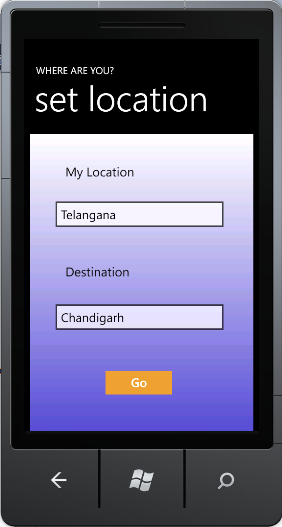 WHERE ARE YOU?
set location
My Location
Telangana
Destination
Chandigarh
Go